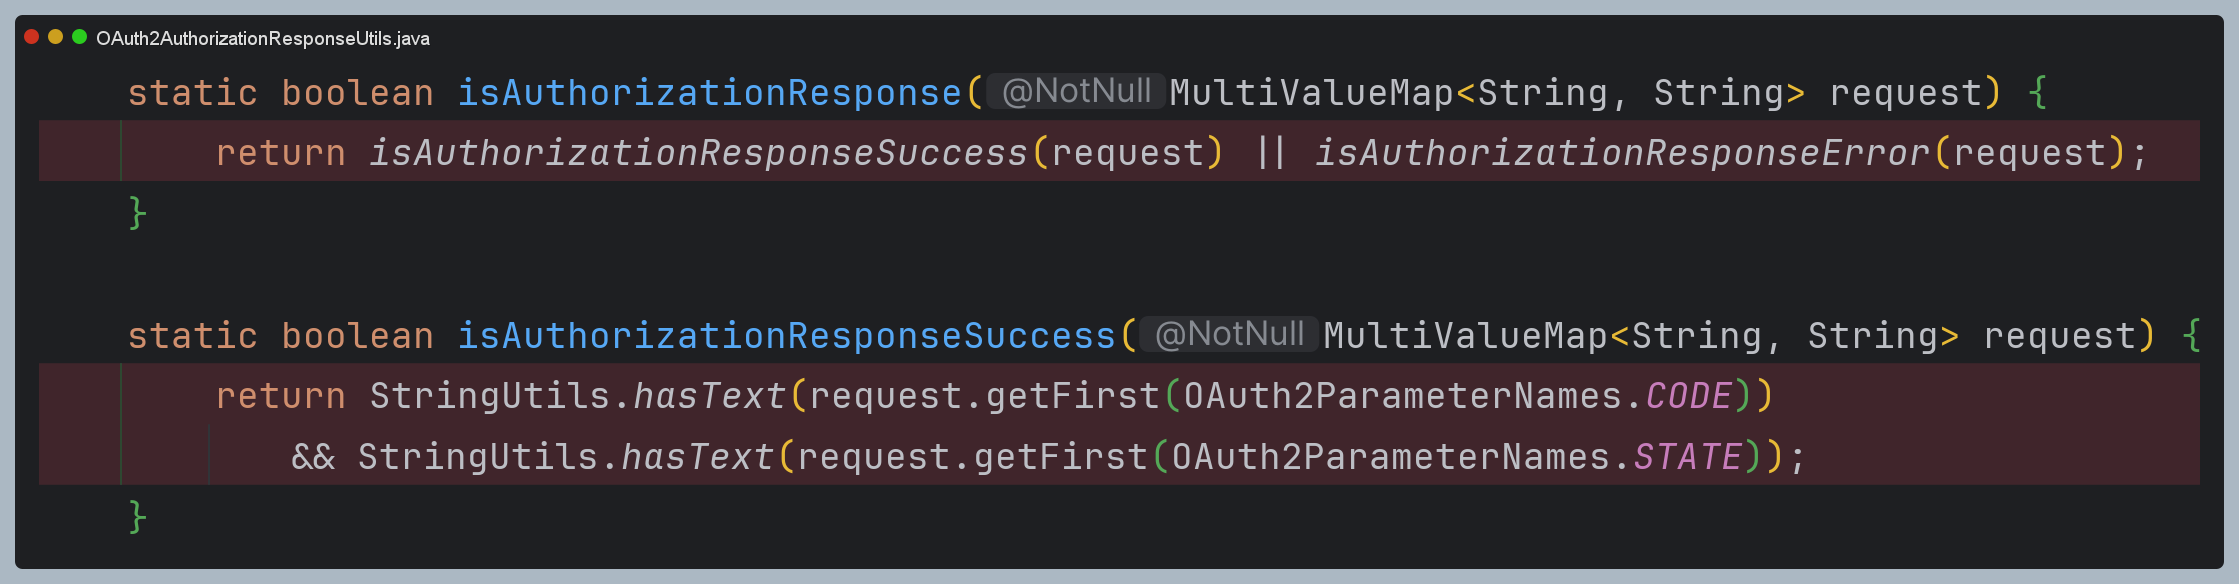 OAuth2AuthorizationResponseUtils.java
static boolean isAuthorizationResponse( @NotNull MultiValueMap<String, String> request) {
return isAuthorizationResponseSuccess(request) || isAuthorizationResponseError(request);
}
static boolean isAuthorizationResponseSuccess( @NotNull MultiValueMap<String, String> request) {
return StringUtils.hasText(request.getFirst(OAuth2ParameterNames.CODE))
&& StringUtils.hasText(request.getFirst(OAuth2ParameterNames.STATE));
}